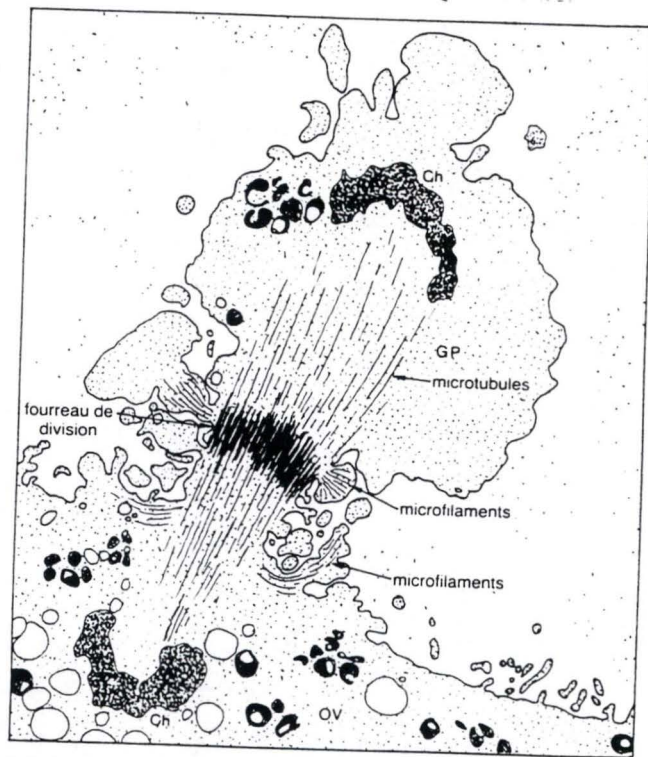 Ch
GP
microtubules
fourreau de
division
microfilaments
microfilaments
Ch
OV